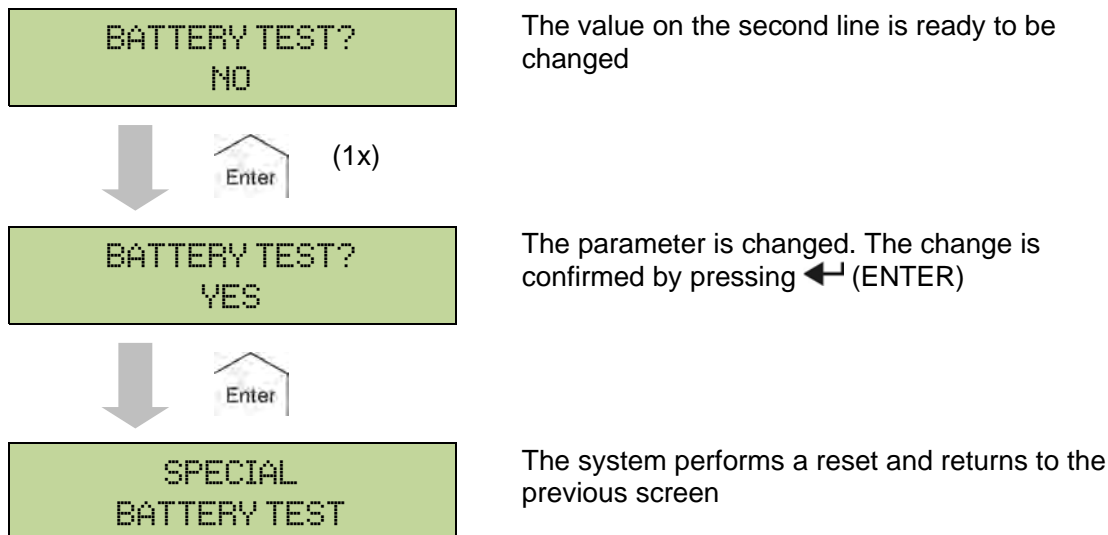 BATTERY TEST?
NO
The value on the second line is ready to be
changed
Enter
(1x)
BATTERY TEST?
YES
The parameter is changed. The change is
confirmed by pressing (ENTER)
Enter
SPECIAL
BATTERY TEST
The system performs a reset and returns to the
previous screen